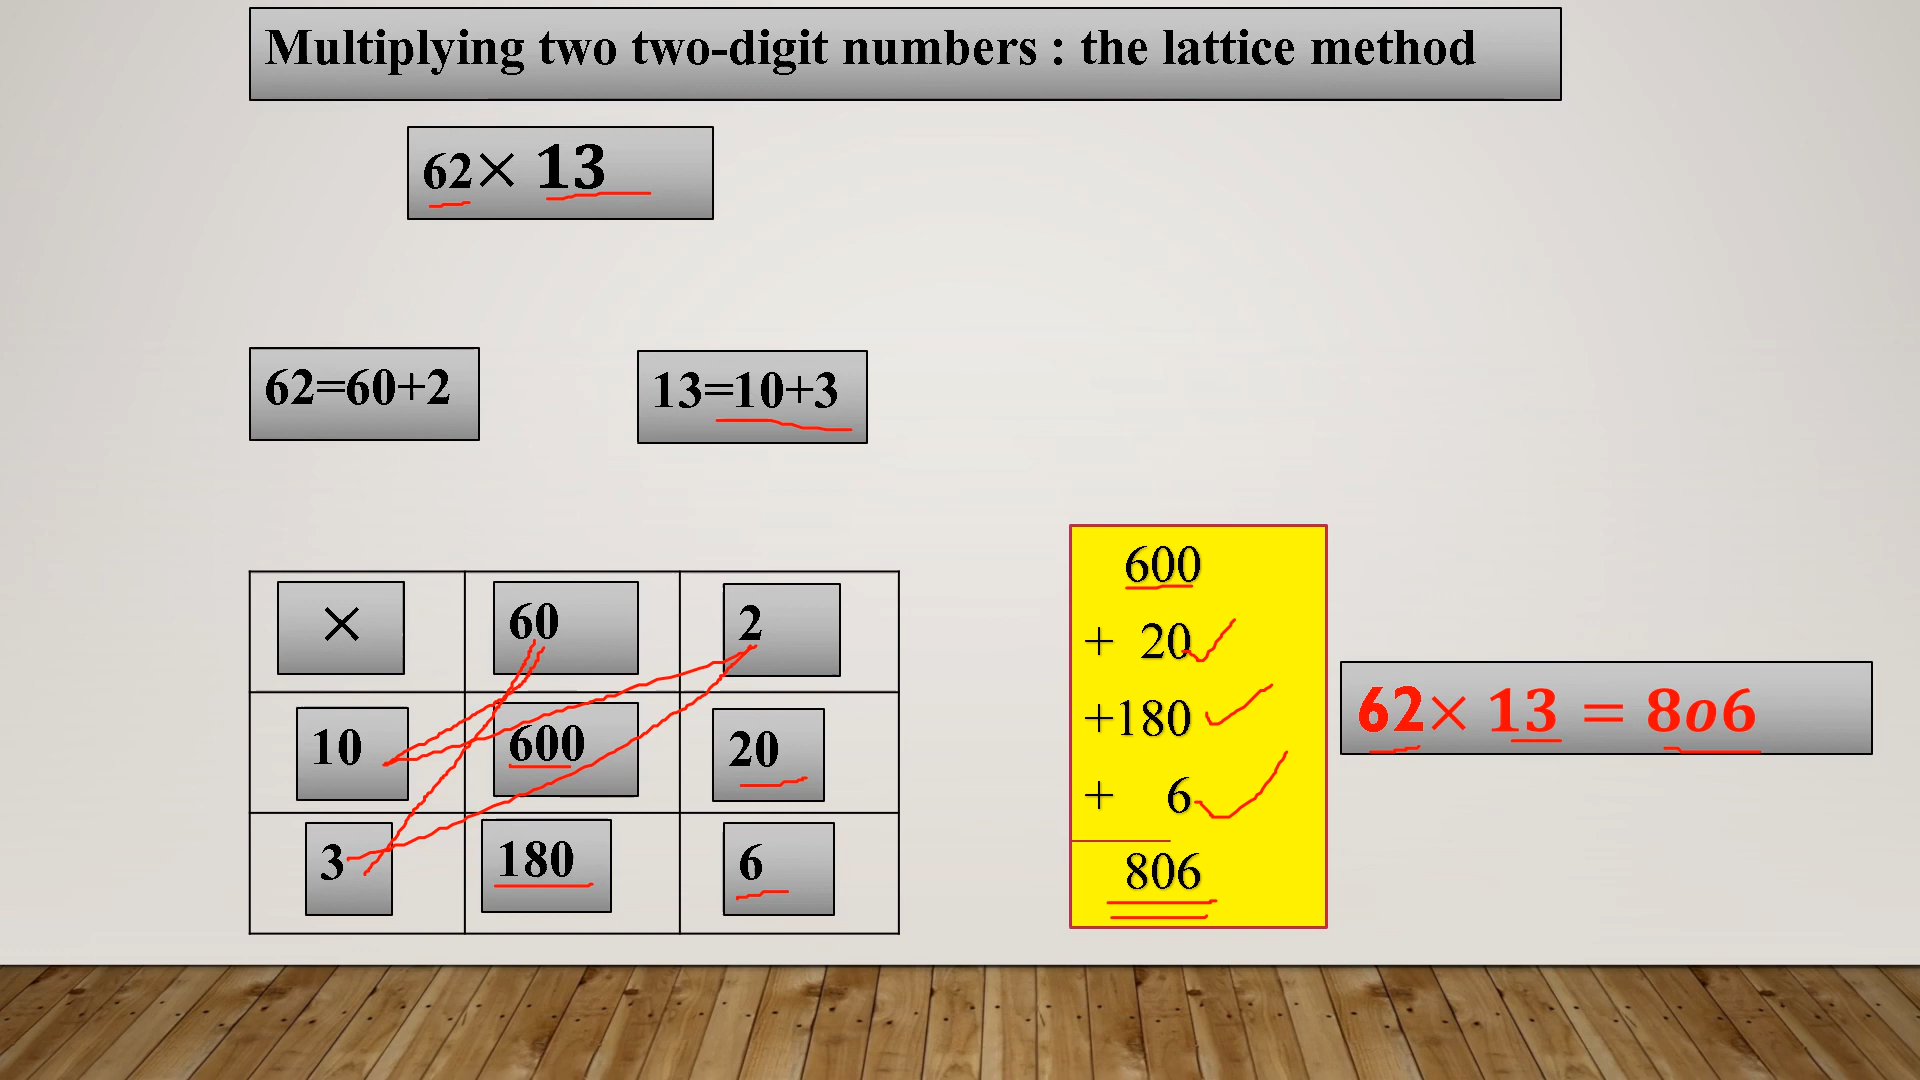 Multiplying two two-digit numbers : the lattice method
62× 13
62=60+2
13=10+3
× 60 2
10 600 20
3 180 6
600
+ 20
+180
+ 6
806
62× 13 = 8o6